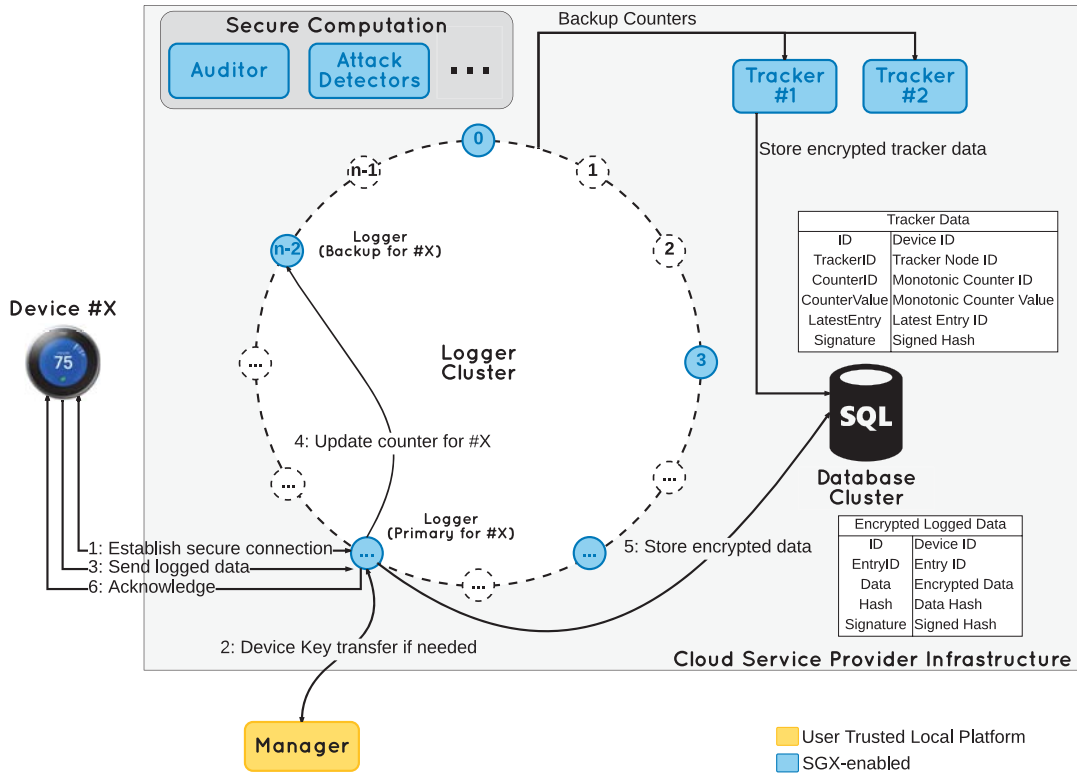 Backup Counters
Secure Computation
Auditor
Attack
Detectors
...
Tracker
#1
Tracker
#2
Store encrypted tracker data
0
n-1
1
n-2
Logger
(Backup for #X)
2
Tracker Data
ID Device ID
TrackerID Tracker Node ID
CounterID Monotonic Counter ID
CounterValue Monotonic Counter Value
LatestEntry Latest Entry ID
Signature Signed Hash
Device #X
75
...
Logger
Cluster
3
SQL
Database
Cluster
4: Update counter for #X
...
...
Logger
(Primary for #X)
1: Establish secure connection
3: Send logged data
6: Acknowledge
...
...
...
5: Store encrypted data
Encrypted Logged Data
ID Device ID
EntryID Entry ID
Data Encrypted Data
Hash Data Hash
Signature Signed Hash
2: Device Key transfer if needed
Cloud Service Provider Infrastructure
Manager
User Trusted Local Platform
SGX-enabled